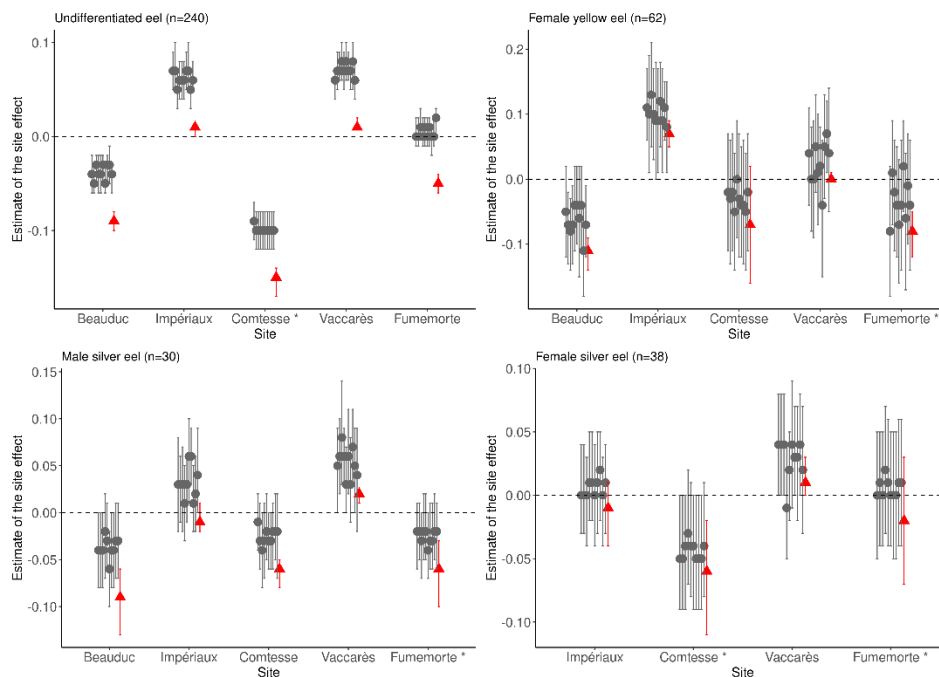 Undifferentiated eel (n=240)
Estimate of the site effect
0.1
0.0
-0.1
Beauduc Impériaux Comtesse * Vaccarès Fumemorte
Site
Female yellow eel (n=62)
Estimate of the site effect
0.2
0.1
0.0
-0.1
Beauduc Impériaux Comtesse Vaccarès Fumemorte *
Site
Male silver eel (n=30)
Estimate of the site effect
0.15
0.10
0.05
0.00
-0.05
-0.10
Beauduc Impériaux Comtesse Vaccarès Fumemorte *
Site
Female silver eel (n=38)
Estimate of the site effect
0.10
0.05
0.00
-0.05
-0.10
Impériaux Comtesse * Vaccarès Fumemorte *
Site